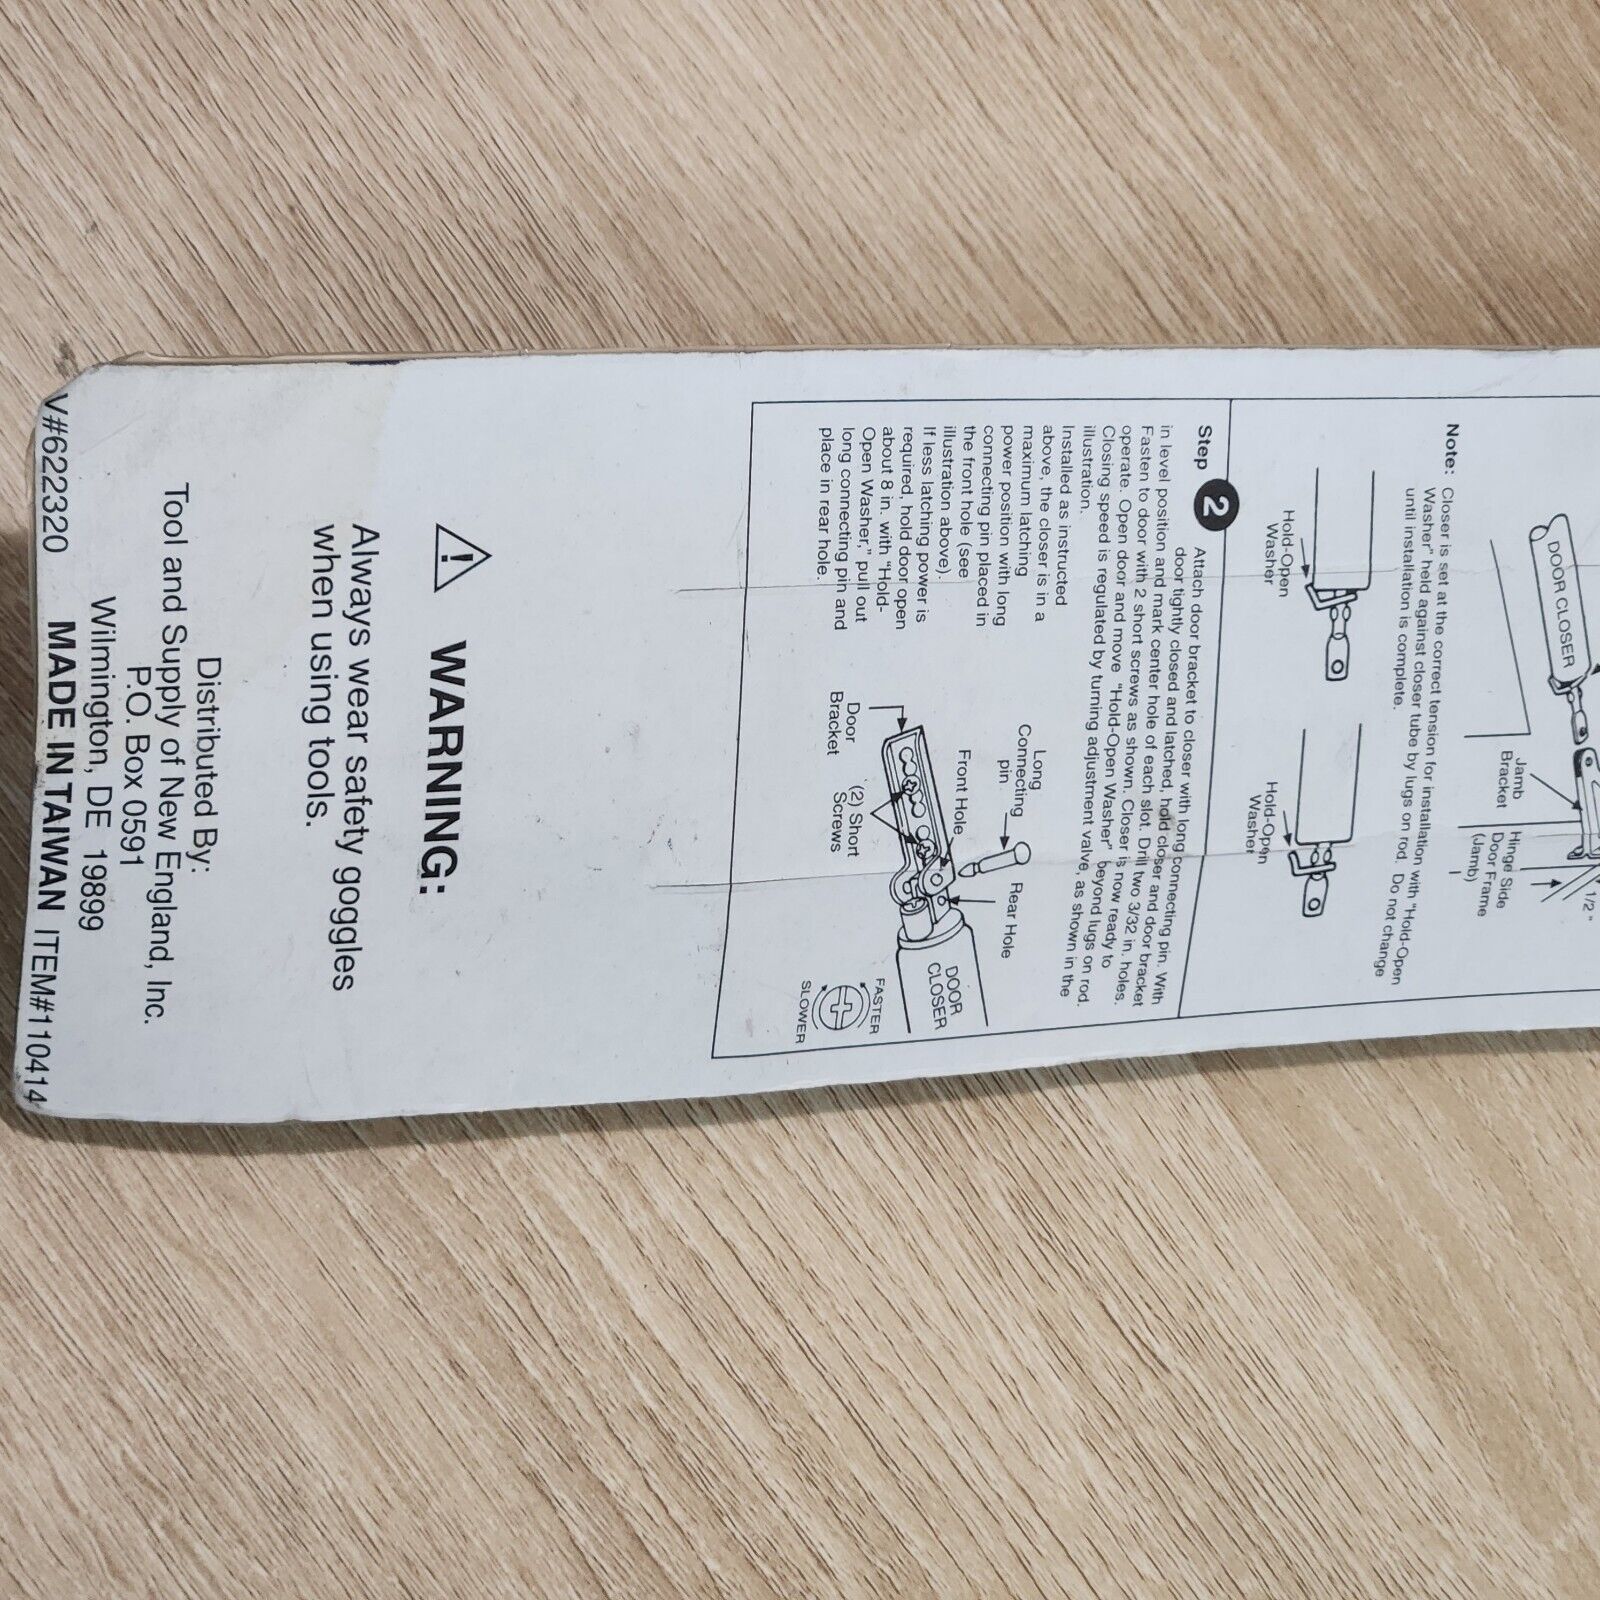 1/2"
DOOR CLOSER
Jamb
Bracket
Hinge Side
Door Frame
(Jamb)
Note: Closer is set at the correct tension for installation with "Hold-Open
Washer" held against closer tube by lugs on rod. Do not change
until installation is complete.
Hold-Open
Washer
Hold-Open
Washer
Step 2 Attach door bracket to closer with long connecting pin. With
door tightly closed and latched, hold closer and door bracket
in level position and mark center hole of each slot. Drill two 3/32 in. holes.
Fasten to door with 2 short screws as shown. Closer is now ready to
operate. Open door and move "Hold-Open Washer" beyond lugs on rod.
Closing speed is regulated by turning adjustment valve, as shown in the
illustration.
Installed as instructed
above, the closer is in a
maximum latching
power position with long
connecting pin placed in
the front hole (see
illustration above).
If less latching power is
required, hold door open
about 8 in. with "Hold-
Open Washer," pull out
long connecting pin and
place in rear hole.
Long
Connecting
pin
Rear Hole
Front Hole
Door
Bracket
(2) Short
Screws
DOOR
CLOSER
FASTER
SLOWER
WARNING:
Always wear safety goggles
when using tools.
Distributed By:
Tool and Supply of New England, Inc.
P.O. Box 0591
Wilmington, DE 19899
V#622320 MADE IN TAIWAN ITEM#110414